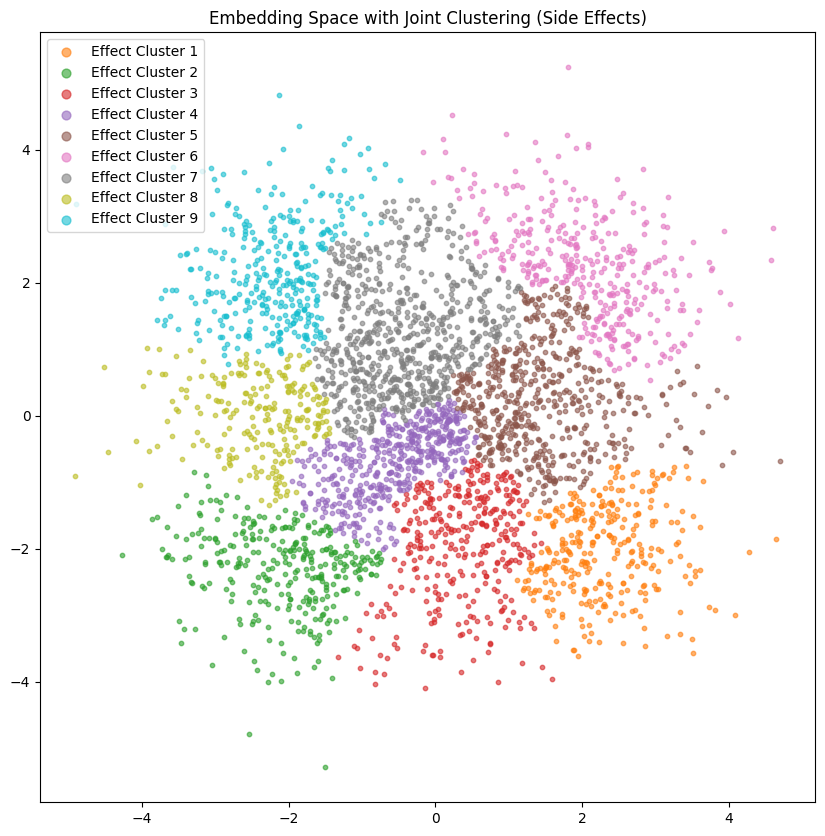 Embedding Space with Joint Clustering (Side Effects)
Effect Cluster 1
Effect Cluster 2
Effect Cluster 3
Effect Cluster 4
Effect Cluster 5
Effect Cluster 6
Effect Cluster 7
Effect Cluster 8
Effect Cluster 9
4
2
0
−2
−4
−4
−2
0
2
4